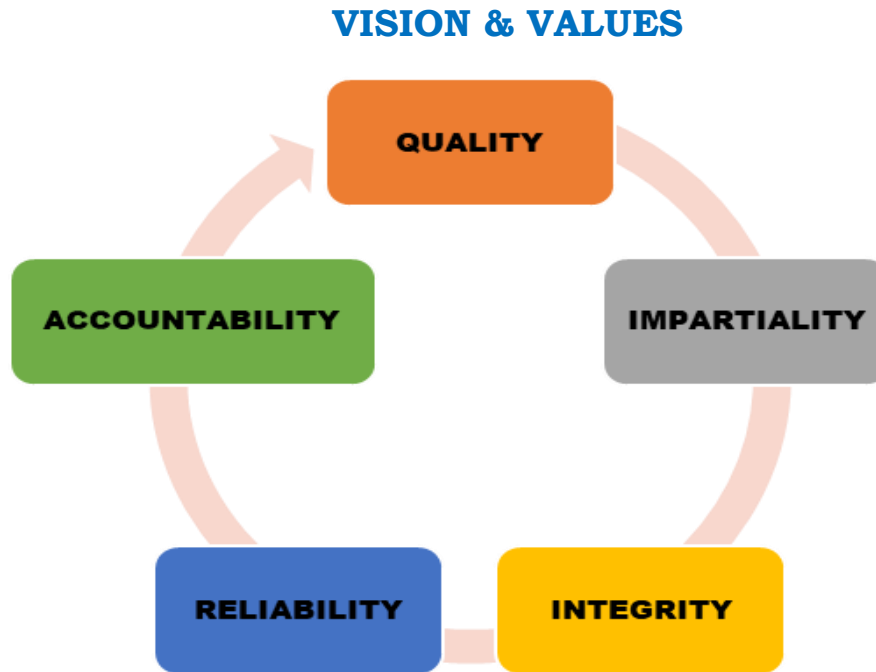 VISION & VALUES
QUALITY
IMPARTIALITY
INTEGRITY
RELIABILITY
ACCOUNTABILITY